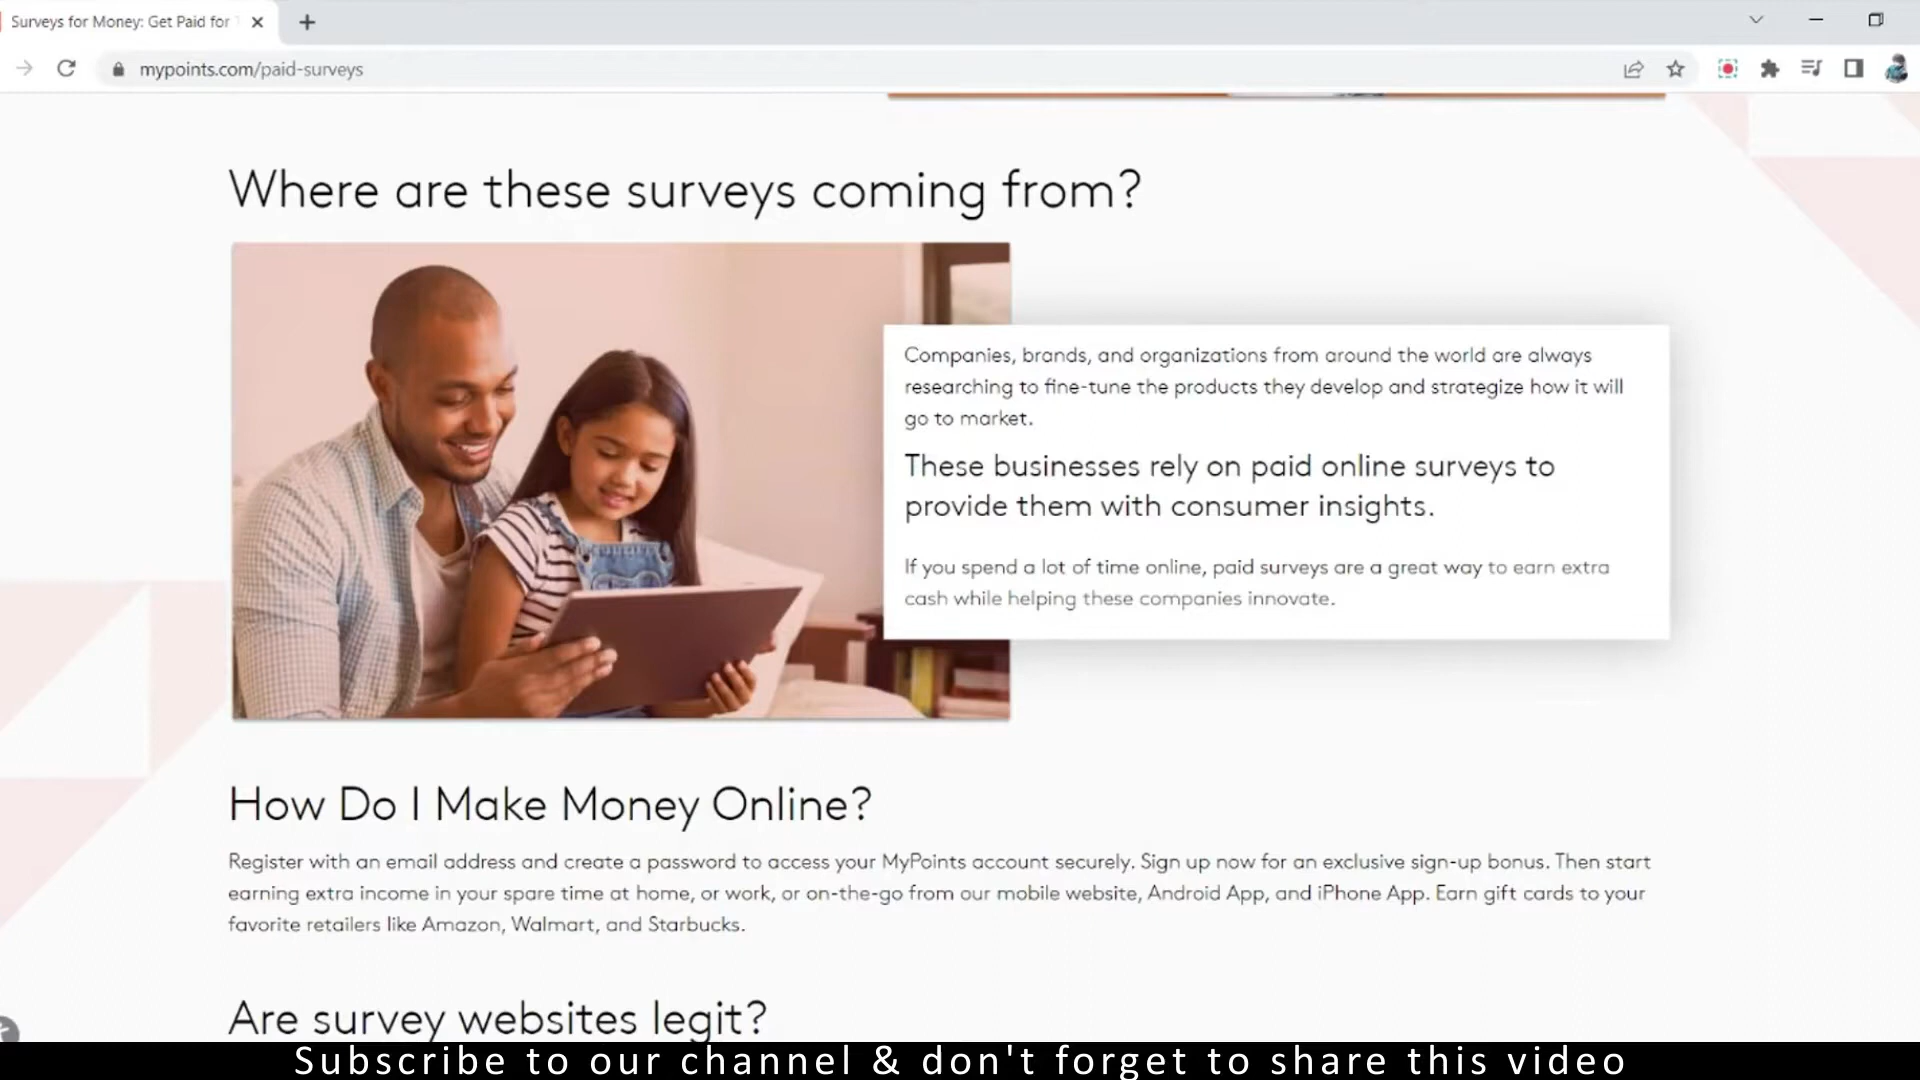 Surveys for Money: Get Paid for
mypoints.com/paid-surveys
Where are these surveys coming from?
Companies, brands, and organizations from around the world are always
researching to fine-tune the products they develop and strategize how it will
go to market.
These businesses rely on paid online surveys to
provide them with consumer insights.
If you spend a lot of time online, paid surveys are a great way to earn extra
cash while helping these companies innovate.
How Do I Make Money Online?
Register with an email address and create a password to access your MyPoints account securely. Sign up now for an exclusive sign-up bonus. Then start
earning extra income in your spare time at home, or work, or on-the-go from our mobile website, Android App, and iPhone App. Earn gift cards to your
favorite retailers like Amazon, Walmart, and Starbucks.
Are survey websites legit?
Subscribe to our channel & don't forget to share this video